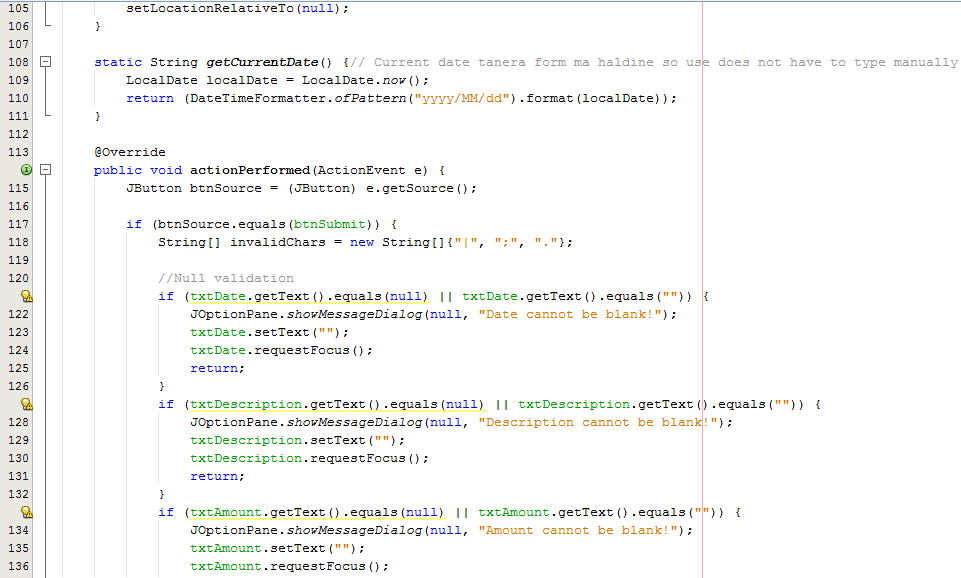 105 setLocationRelativeTo(null);
106 }
107
108 static String getCurrentDate() {// Current date tanera form ma haldine so use does not have to type manually
109 LocalDate localDate = LocalDate.now();
110 return (DateTimeFormatter.ofPattern("yyyy/MM/dd").format(localDate));
111 }
112
113 @Override
public void actionPerformed(ActionEvent e) {
115 JButton btnSource = (JButton) e.getSource();
116
117 if (btnSource.equals(btnSubmit)) {
118 String[] invalidChars = new String[]{"|", ";", "."};
119
120 //Null validation
if (txtDate.getText().equals(null) || txtDate.getText().equals("")) {
122 JOptionPane.showMessageDialog(null, "Date cannot be blank!");
123 txtDate.setText("");
124 txtDate.requestFocus();
125 return;
126 }
if (txtDescription.getText().equals(null) || txtDescription.getText().equals("")) {
128 JOptionPane.showMessageDialog(null, "Description cannot be blank!");
129 txtDescription.setText("");
130 txtDescription.requestFocus();
131 return;
132 }
if (txtAmount.getText().equals(null) || txtAmount.getText().equals("")) {
134 JOptionPane.showMessageDialog(null, "Amount cannot be blank!");
135 txtAmount.setText("");
136 txtAmount.requestFocus();